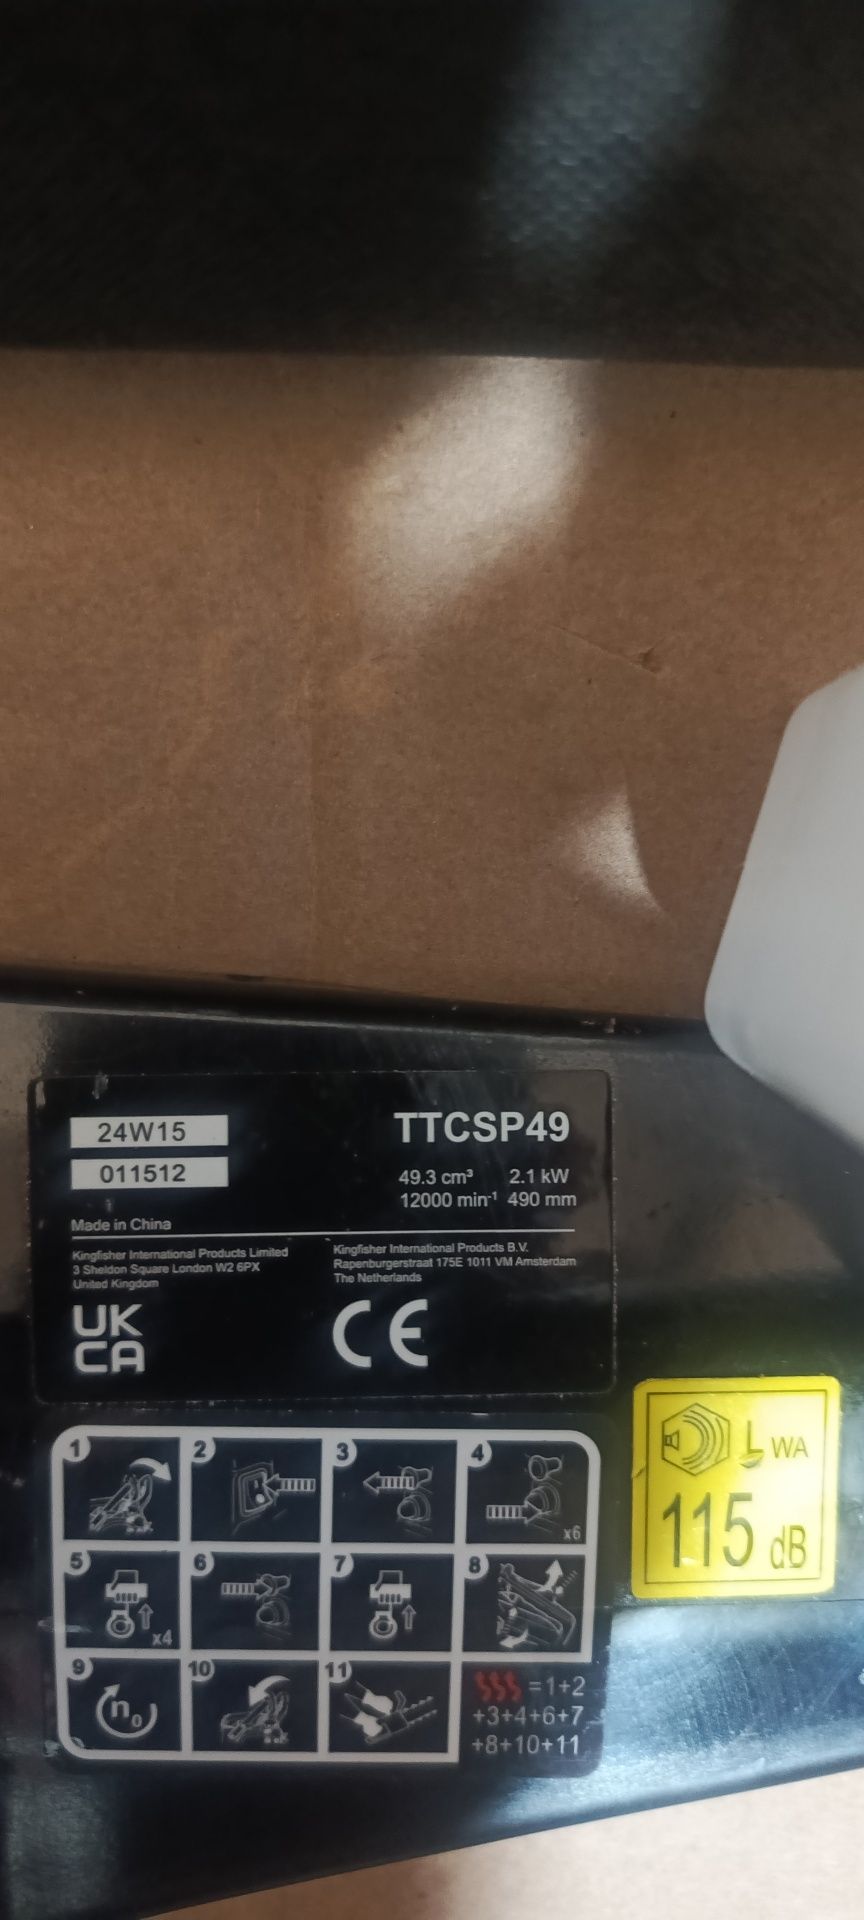 24W15
011512
Made in China
TTCSP49
49.3 cm³ 2.1 kW
12000 min⁻¹ 490 mm
Kingfisher International Products Limited
3 Sheldon Square London W2 6PX
United Kingdom
Kingfisher International Products B.V.
Rapenburgerstraat 175E 1011 VM Amsterdam
The Netherlands
UK
CA
CE
1
2
3
4
x6
5
x4
6
7
8
9
n₀
10
11
=1+2
+3+4+6+7
+8+10+11
LWA
115 dB